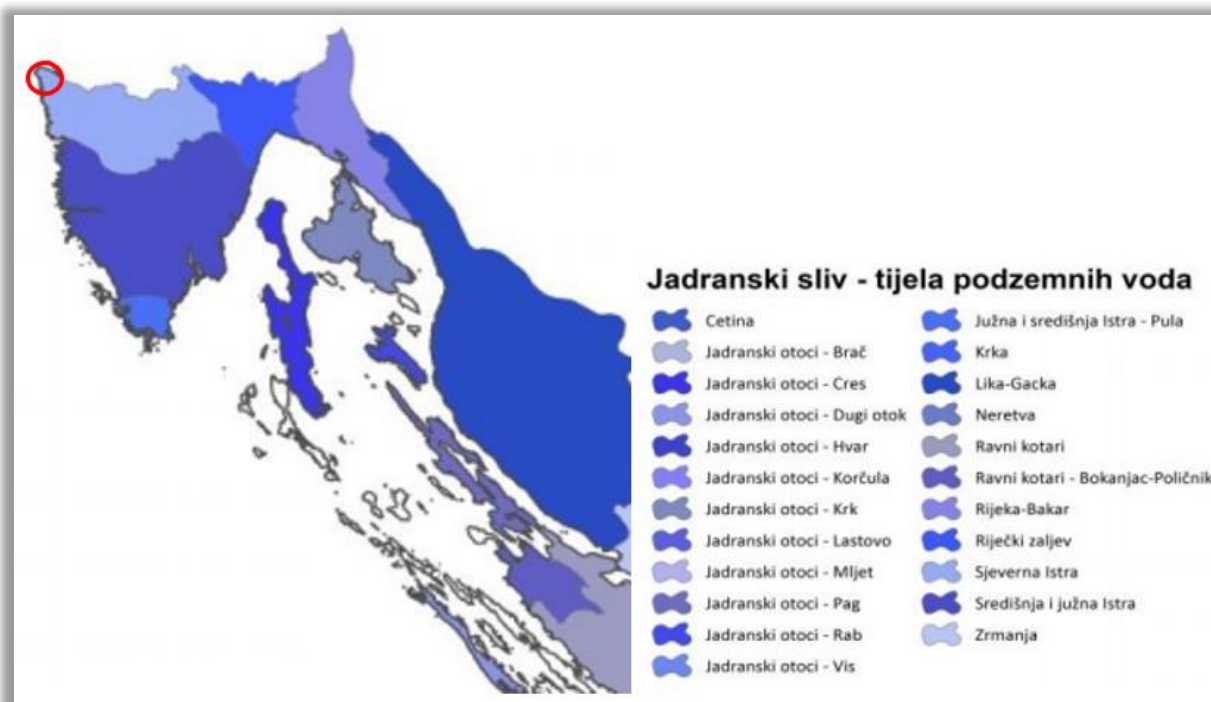 Jadranski sliv - tijela podzemnih voda
Cetina
Jadranski otoci - Brač
Jadranski otoci - Cres
Jadranski otoci - Dugi otok
Jadranski otoci - Hvar
Jadranski otoci - Korčula
Jadranski otoci - Krk
Jadranski otoci - Lastovo
Jadranski otoci - Mljet
Jadranski otoci - Pag
Jadranski otoci - Rab
Jadranski otoci - Vis
Južna i središnja Istra - Pula
Krka
Lika-Gacka
Neretva
Ravni kotari
Ravni kotari - Bokanjac-Poličnik
Rijeka-Bakar
Riječki zaljev
Sjeverna Istra
Središnja i južna Istra
Zrmanja